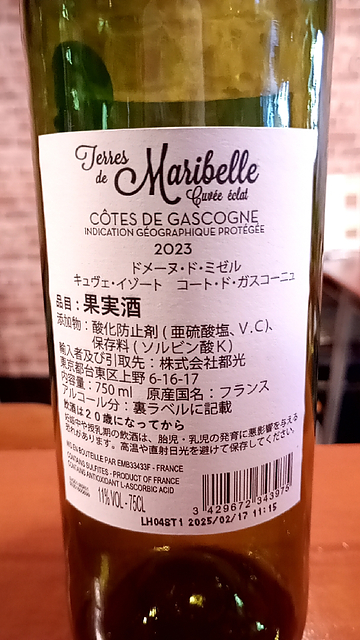 Terres
de Maribelle
Cuvée éclat
CÔTES DE GASCOGNE
INDICATION GÉOGRAPHIQUE PROTÉGÉE
2023
ドメーヌ・ド・ミゼル
キュヴェ・イゾート　コート・ド・ガスコーニュ
品目：果実酒
添加物：酸化防止剤 ( 亜硫酸塩、V.C)、
保存料 ( ソルビン酸 K )
輸入者及び引取先：株式会社都光
東京都台東区上野 6-16-17
内容量：750 ml　原産国名：フランス
アルコール分：裏ラベルに記載
飲酒は２０歳になってから
妊娠中や授乳期の飲酒は、胎児・乳児の発育に悪影響を与える
恐れがあります。高温や直射日光を避けて保存してください。
MIS EN BOUTEILLE PAR EMB33433F - FRANCE
CONTAINS SULFITES - PRODUCT OF FRANCE
CONTAINS ANTIOXIDANT L-ASCORBIC ACID
11% VOL - 75CL
3 429672 343975
LH048T1 2025/02/17 11:15